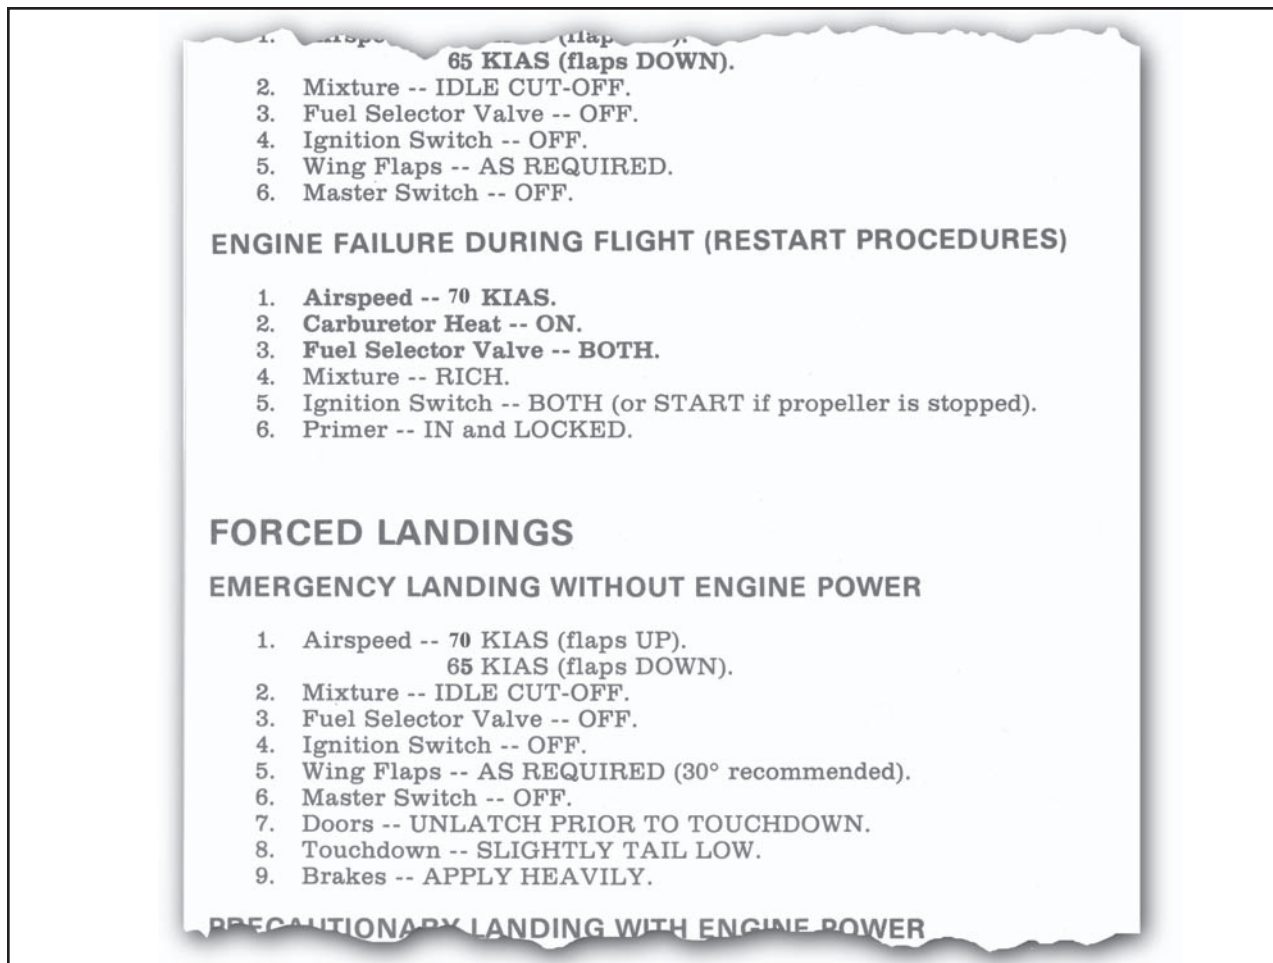 65 KIAS (flaps DOWN).
2. Mixture -- IDLE CUT-OFF.
3. Fuel Selector Valve -- OFF.
4. Ignition Switch -- OFF.
5. Wing Flaps -- AS REQUIRED.
6. Master Switch -- OFF.
ENGINE FAILURE DURING FLIGHT (RESTART PROCEDURES)
1. Airspeed -- 70 KIAS.
2. Carburetor Heat -- ON.
3. Fuel Selector Valve -- BOTH.
4. Mixture -- RICH.
5. Ignition Switch -- BOTH (or START if propeller is stopped).
6. Primer -- IN and LOCKED.
FORCED LANDINGS
EMERGENCY LANDING WITHOUT ENGINE POWER
1. Airspeed -- 70 KIAS (flaps UP).
65 KIAS (flaps DOWN).
2. Mixture -- IDLE CUT-OFF.
3. Fuel Selector Valve -- OFF.
4. Ignition Switch -- OFF.
5. Wing Flaps -- AS REQUIRED (30° recommended).
6. Master Switch -- OFF.
7. Doors -- UNLATCH PRIOR TO TOUCHDOWN.
8. Touchdown -- SLIGHTLY TAIL LOW.
9. Brakes -- APPLY HEAVILY.
PRECAUTIONARY LANDING WITH ENGINE POWER